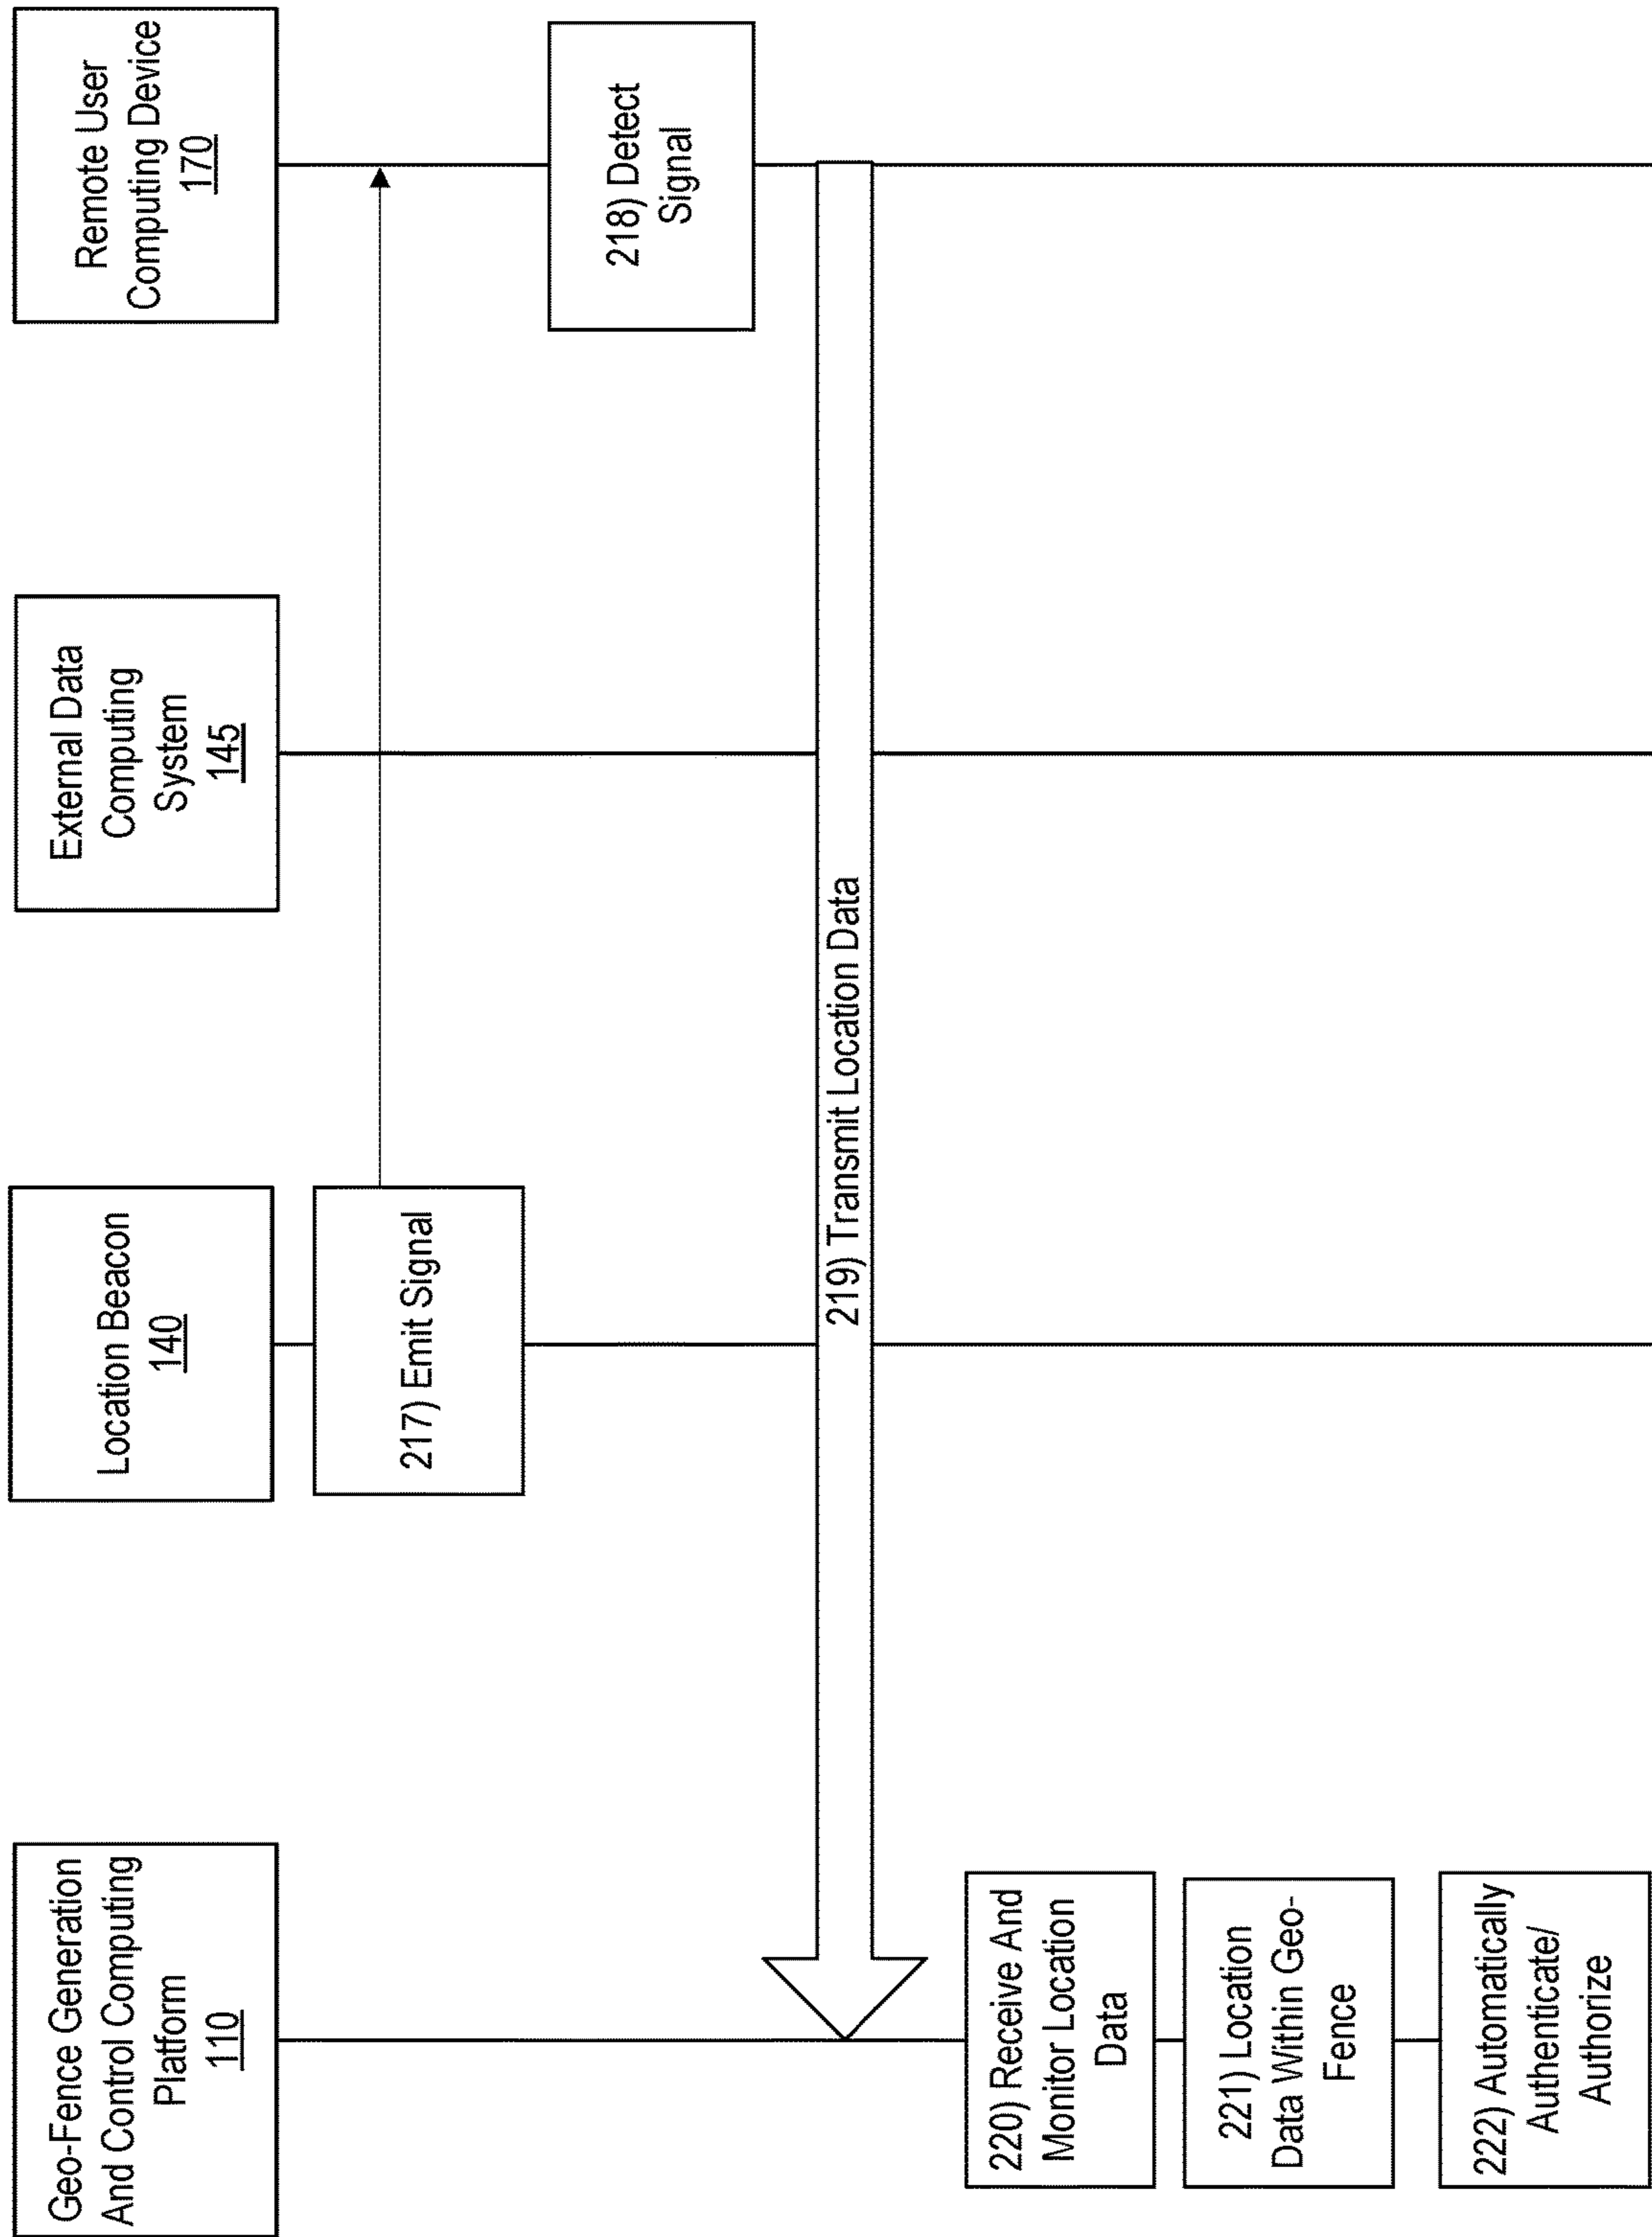 Geo-Fence Generation
And Control Computing
Platform
110
Location Beacon
140
External Data
Computing
System
145
Remote User
Computing Device
170
217) Emit Signal
218) Detect
Signal
219) Transmit Location Data
220) Receive And
Monitor Location
Data
221) Location
Data Within Geo-
Fence
222) Automatically
Authenticate/
Authorize